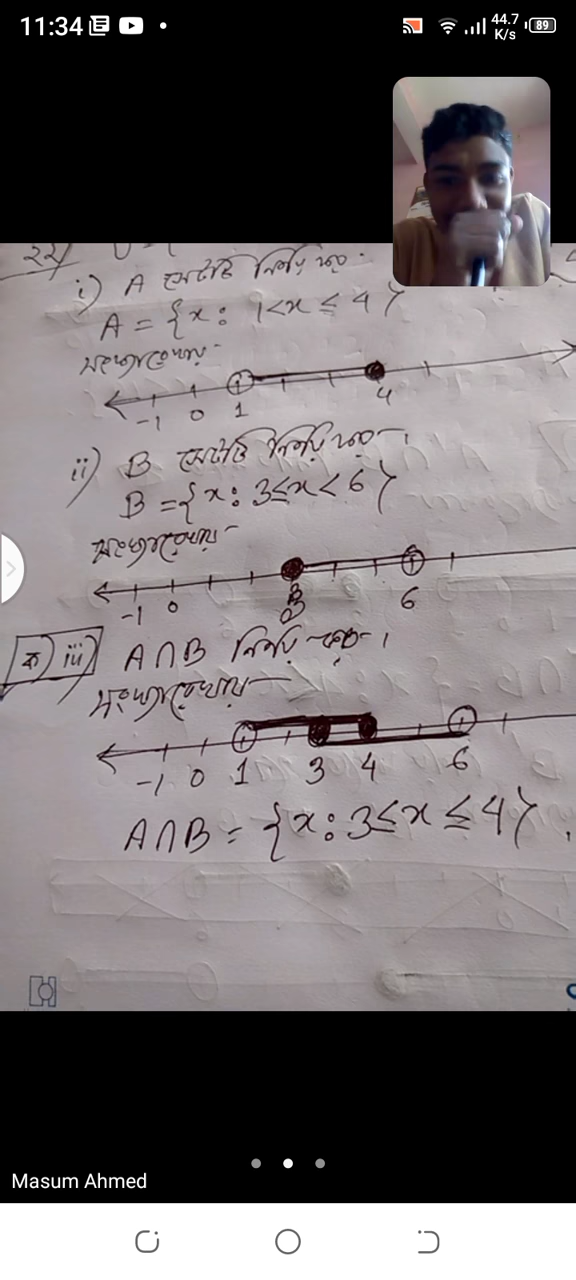 11:34
44.7
K/s
89
২২/
i) A সেটটি নির্ণয় কর.
A = {x: 1<x ≤ 4}
সংখ্যারেখায়-
-1 0 1 4
ii) B সেটটি নির্ণয় কর-।
B = {x: 3≤x< 6}
সংখ্যারেখায়-
-1 0 3 6
ক) iii) A∩B নির্ণয় কর-।
সংখ্যারেখায়-
-1 0 1 3 4 6
A∩B = {x: 3≤x ≤4}.
Masum Ahmed